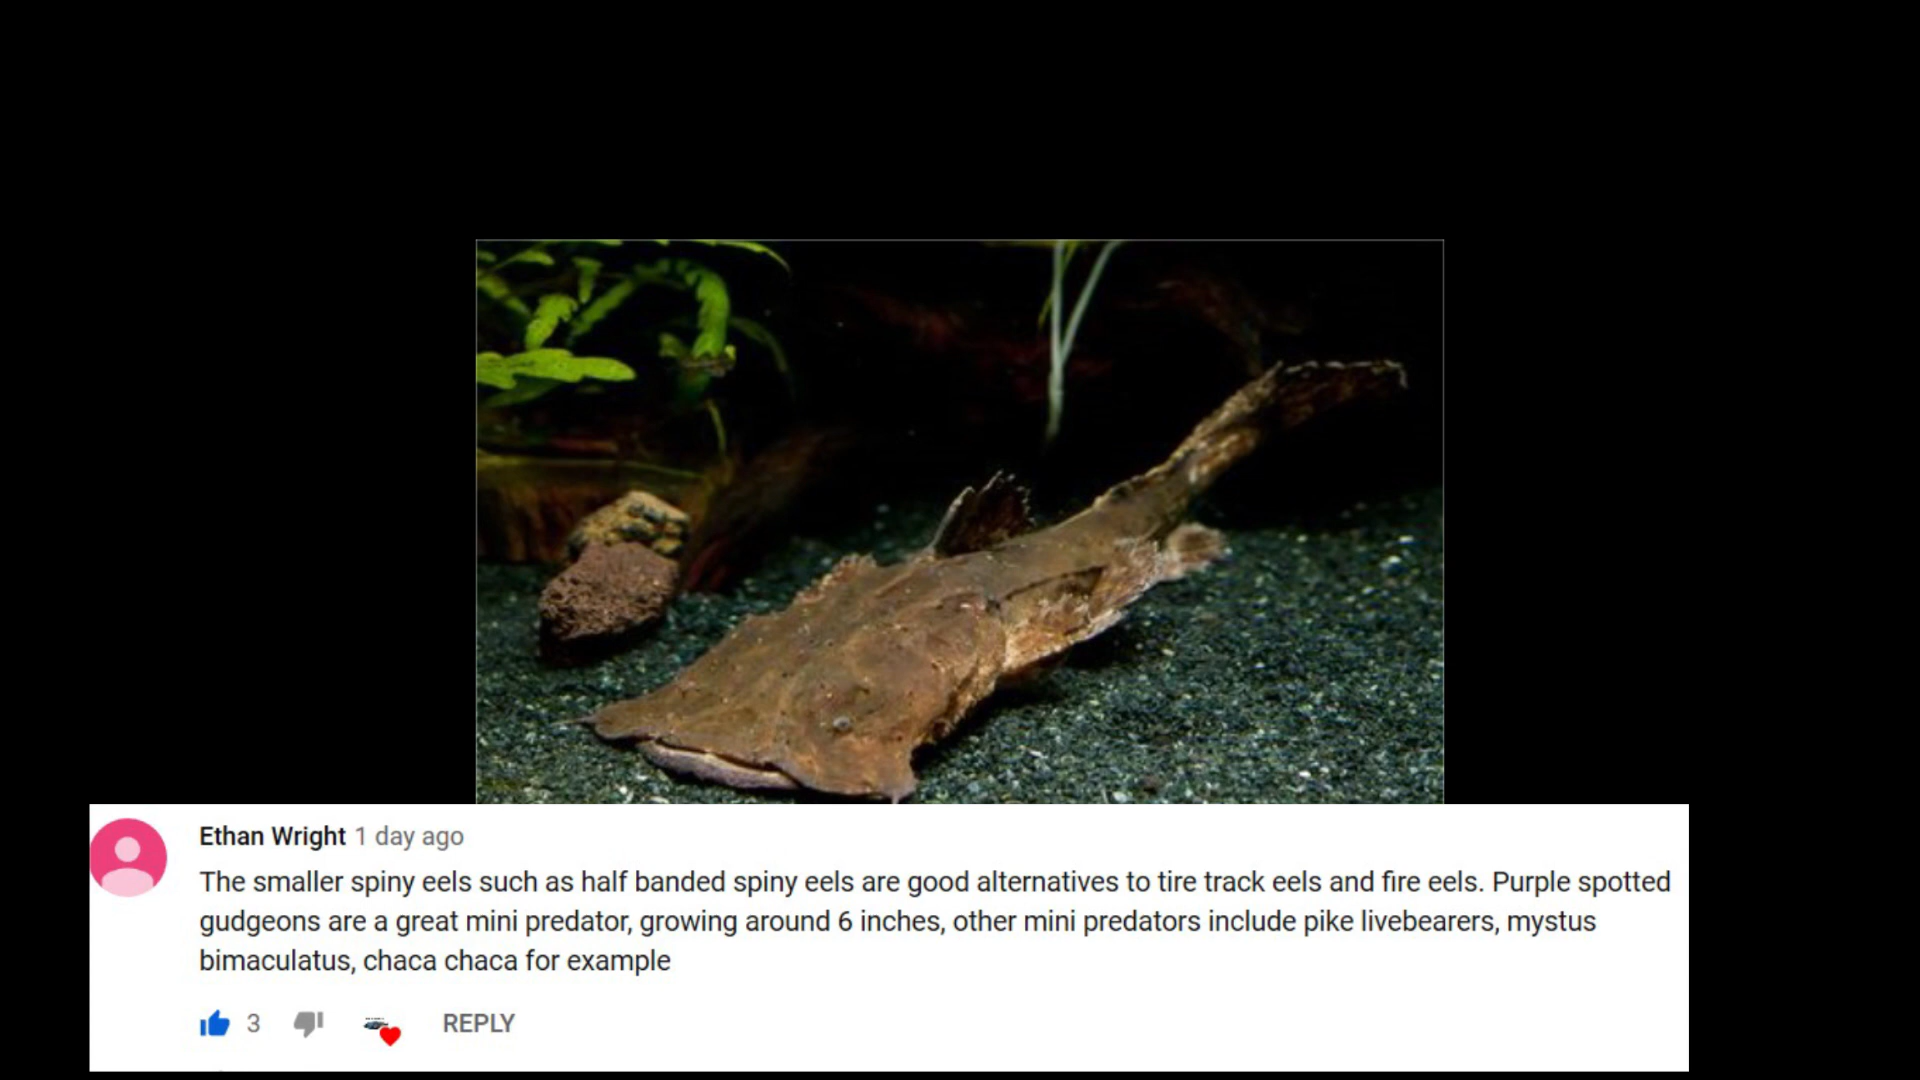 Ethan Wright 1 day ago
The smaller spiny eels such as half banded spiny eels are good alternatives to tire track eels and fire eels. Purple spotted
gudgeons are a great mini predator, growing around 6 inches, other mini predators include pike livebearers, mystus
bimaculatus, chaca chaca for example
3 REPLY